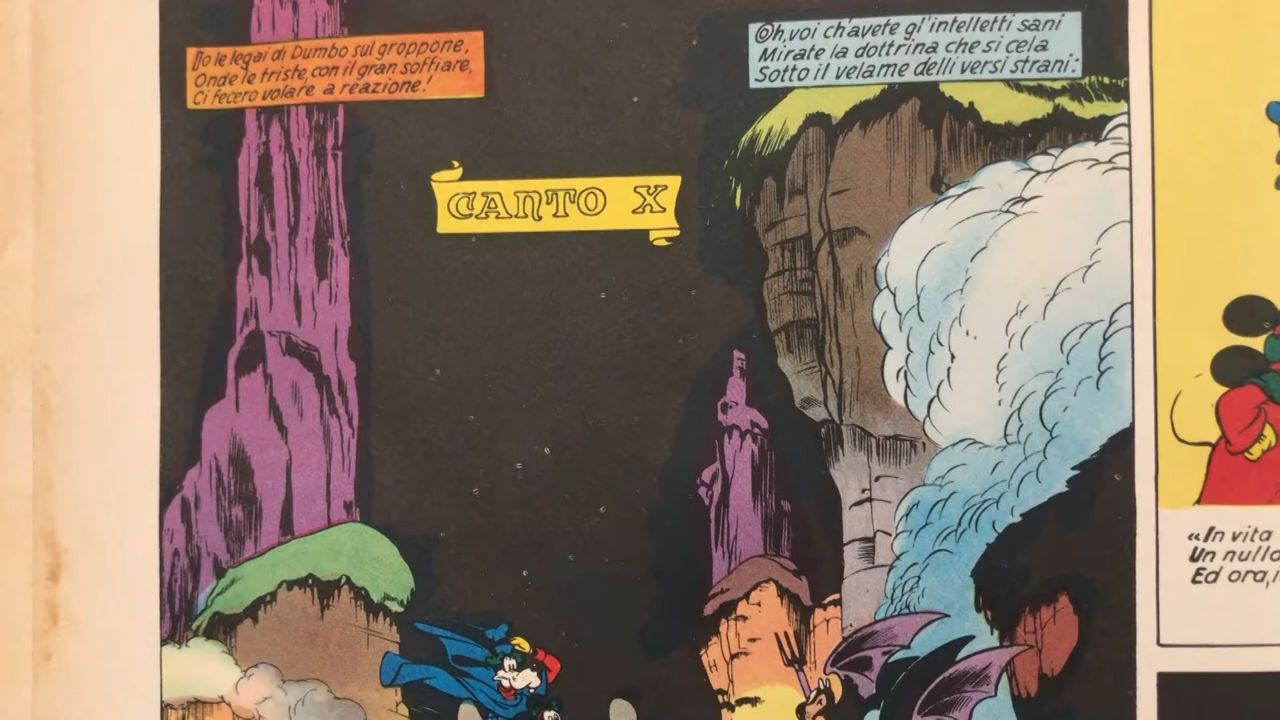 Io le legai di Dumbo sul groppone,
Onde le triste, con il gran soffiare,
Ci fecero volare a reazione!
Oh, voi ch'avete gl'intelletti sani
Mirate la dottrina che si cela
Sotto il velame delli versi strani:
CANTO X
«In vita
Un nulla
Ed ora,